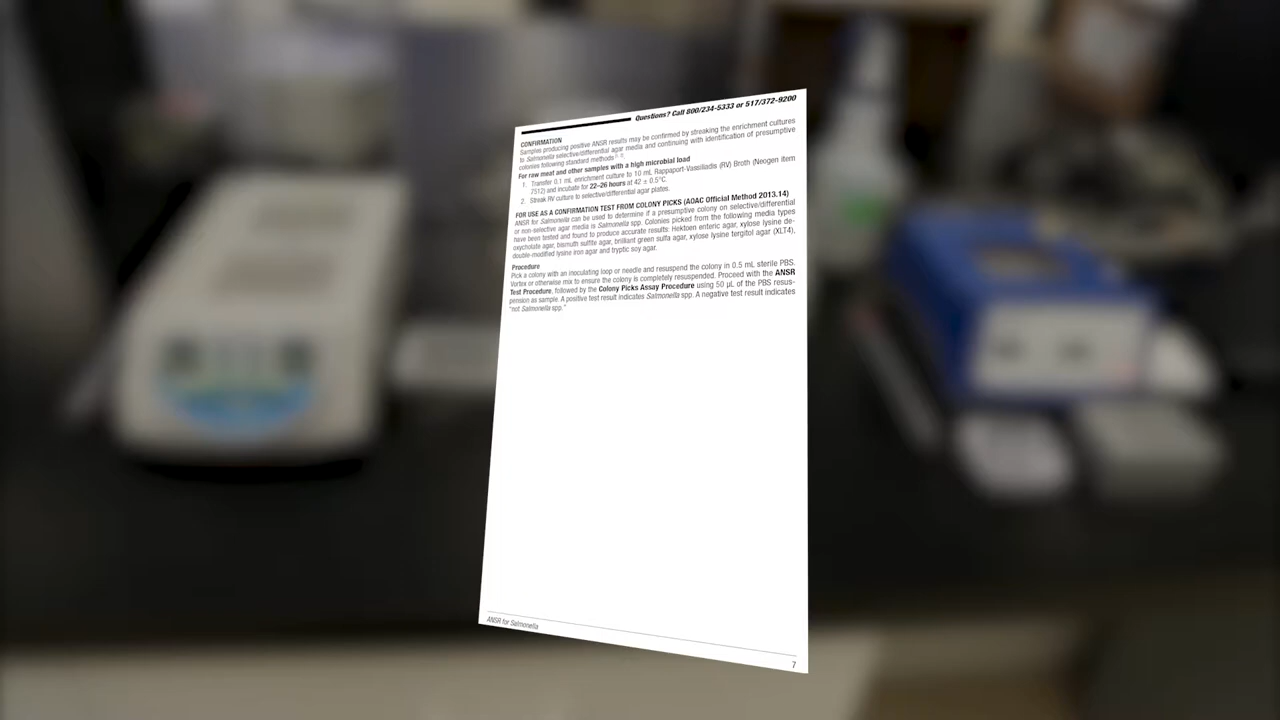 Questions? Call 800/234-5333 or 517/372-9200
CONFIRMATION
Samples producing positive ANSR results may be confirmed by streaking the enrichment cultures
to Salmonella selective/differential agar media and continuing with identification of presumptive
colonies following standard methods
For raw meat and other samples with a high microbial load
1. Transfer 0.1 mL enrichment culture to 10 mL Rappaport-Vassiliadis (RV) Broth (Neogen item
7512) and incubate for 22–26 hours at 42 ± 0.5°C.
2. Streak RV culture to selective/differential agar plates.
FOR USE AS A CONFIRMATION TEST FROM COLONY PICKS (AOAC Official Method 2013.14)
ANSR for Salmonella can be used to determine if a presumptive colony on selective/differential
or non-selective agar media is Salmonella spp. Colonies picked from the following media types
have been tested and found to produce accurate results: Hektoen enteric agar, xylose lysine de-
oxycholate agar, bismuth sulfite agar, brilliant green sulfa agar, xylose lysine tergitol agar (XLT4),
double-modified lysine iron agar and tryptic soy agar.
Procedure
Pick a colony with an inoculating loop or needle and resuspend the colony in 0.5 mL sterile PBS.
Vortex or otherwise mix to ensure the colony is completely resuspended. Proceed with the ANSR
Test Procedure, followed by the Colony Picks Assay Procedure using 50 µL of the PBS resus-
pension as sample. A positive test result indicates Salmonella spp. A negative test result indicates
"not Salmonella spp."
ANSR for Salmonella
7